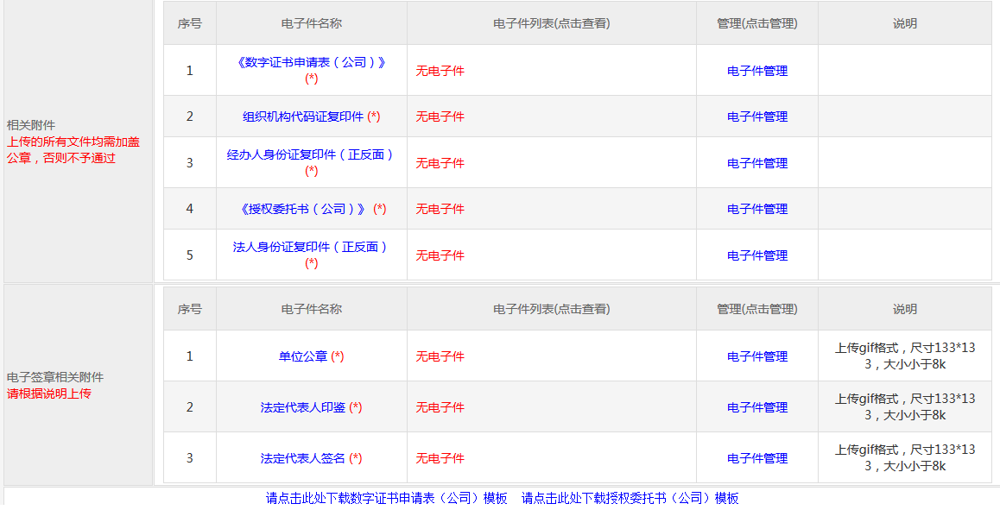 序号 电子件名称 电子件列表(点击查看) 管理(点击管理) 说明
1 《数字证书申请表（公司）》 (*) 无电子件 电子件管理
2 组织机构代码证复印件 (*) 无电子件 电子件管理
相关附件
上传的所有文件均需加盖
公章，否则不予通过
3 经办人身份证复印件（正反面） (*) 无电子件 电子件管理
4 《授权委托书（公司）》 (*) 无电子件 电子件管理
5 法人身份证复印件（正反面） (*) 无电子件 电子件管理
序号 电子件名称 电子件列表(点击查看) 管理(点击管理) 说明
1 单位公章 (*) 无电子件 电子件管理 上传gif格式，尺寸133*13
3，大小小于8k
电子签章相关附件
请根据说明上传
2 法定代表人印鉴 (*) 无电子件 电子件管理 上传gif格式，尺寸133*13
3，大小小于8k
3 法定代表人签名 (*) 无电子件 电子件管理 上传gif格式，尺寸133*13
3，大小小于8k
请点击此处下载数字证书申请表（公司）模板 请点击此处下载授权委托书（公司）模板